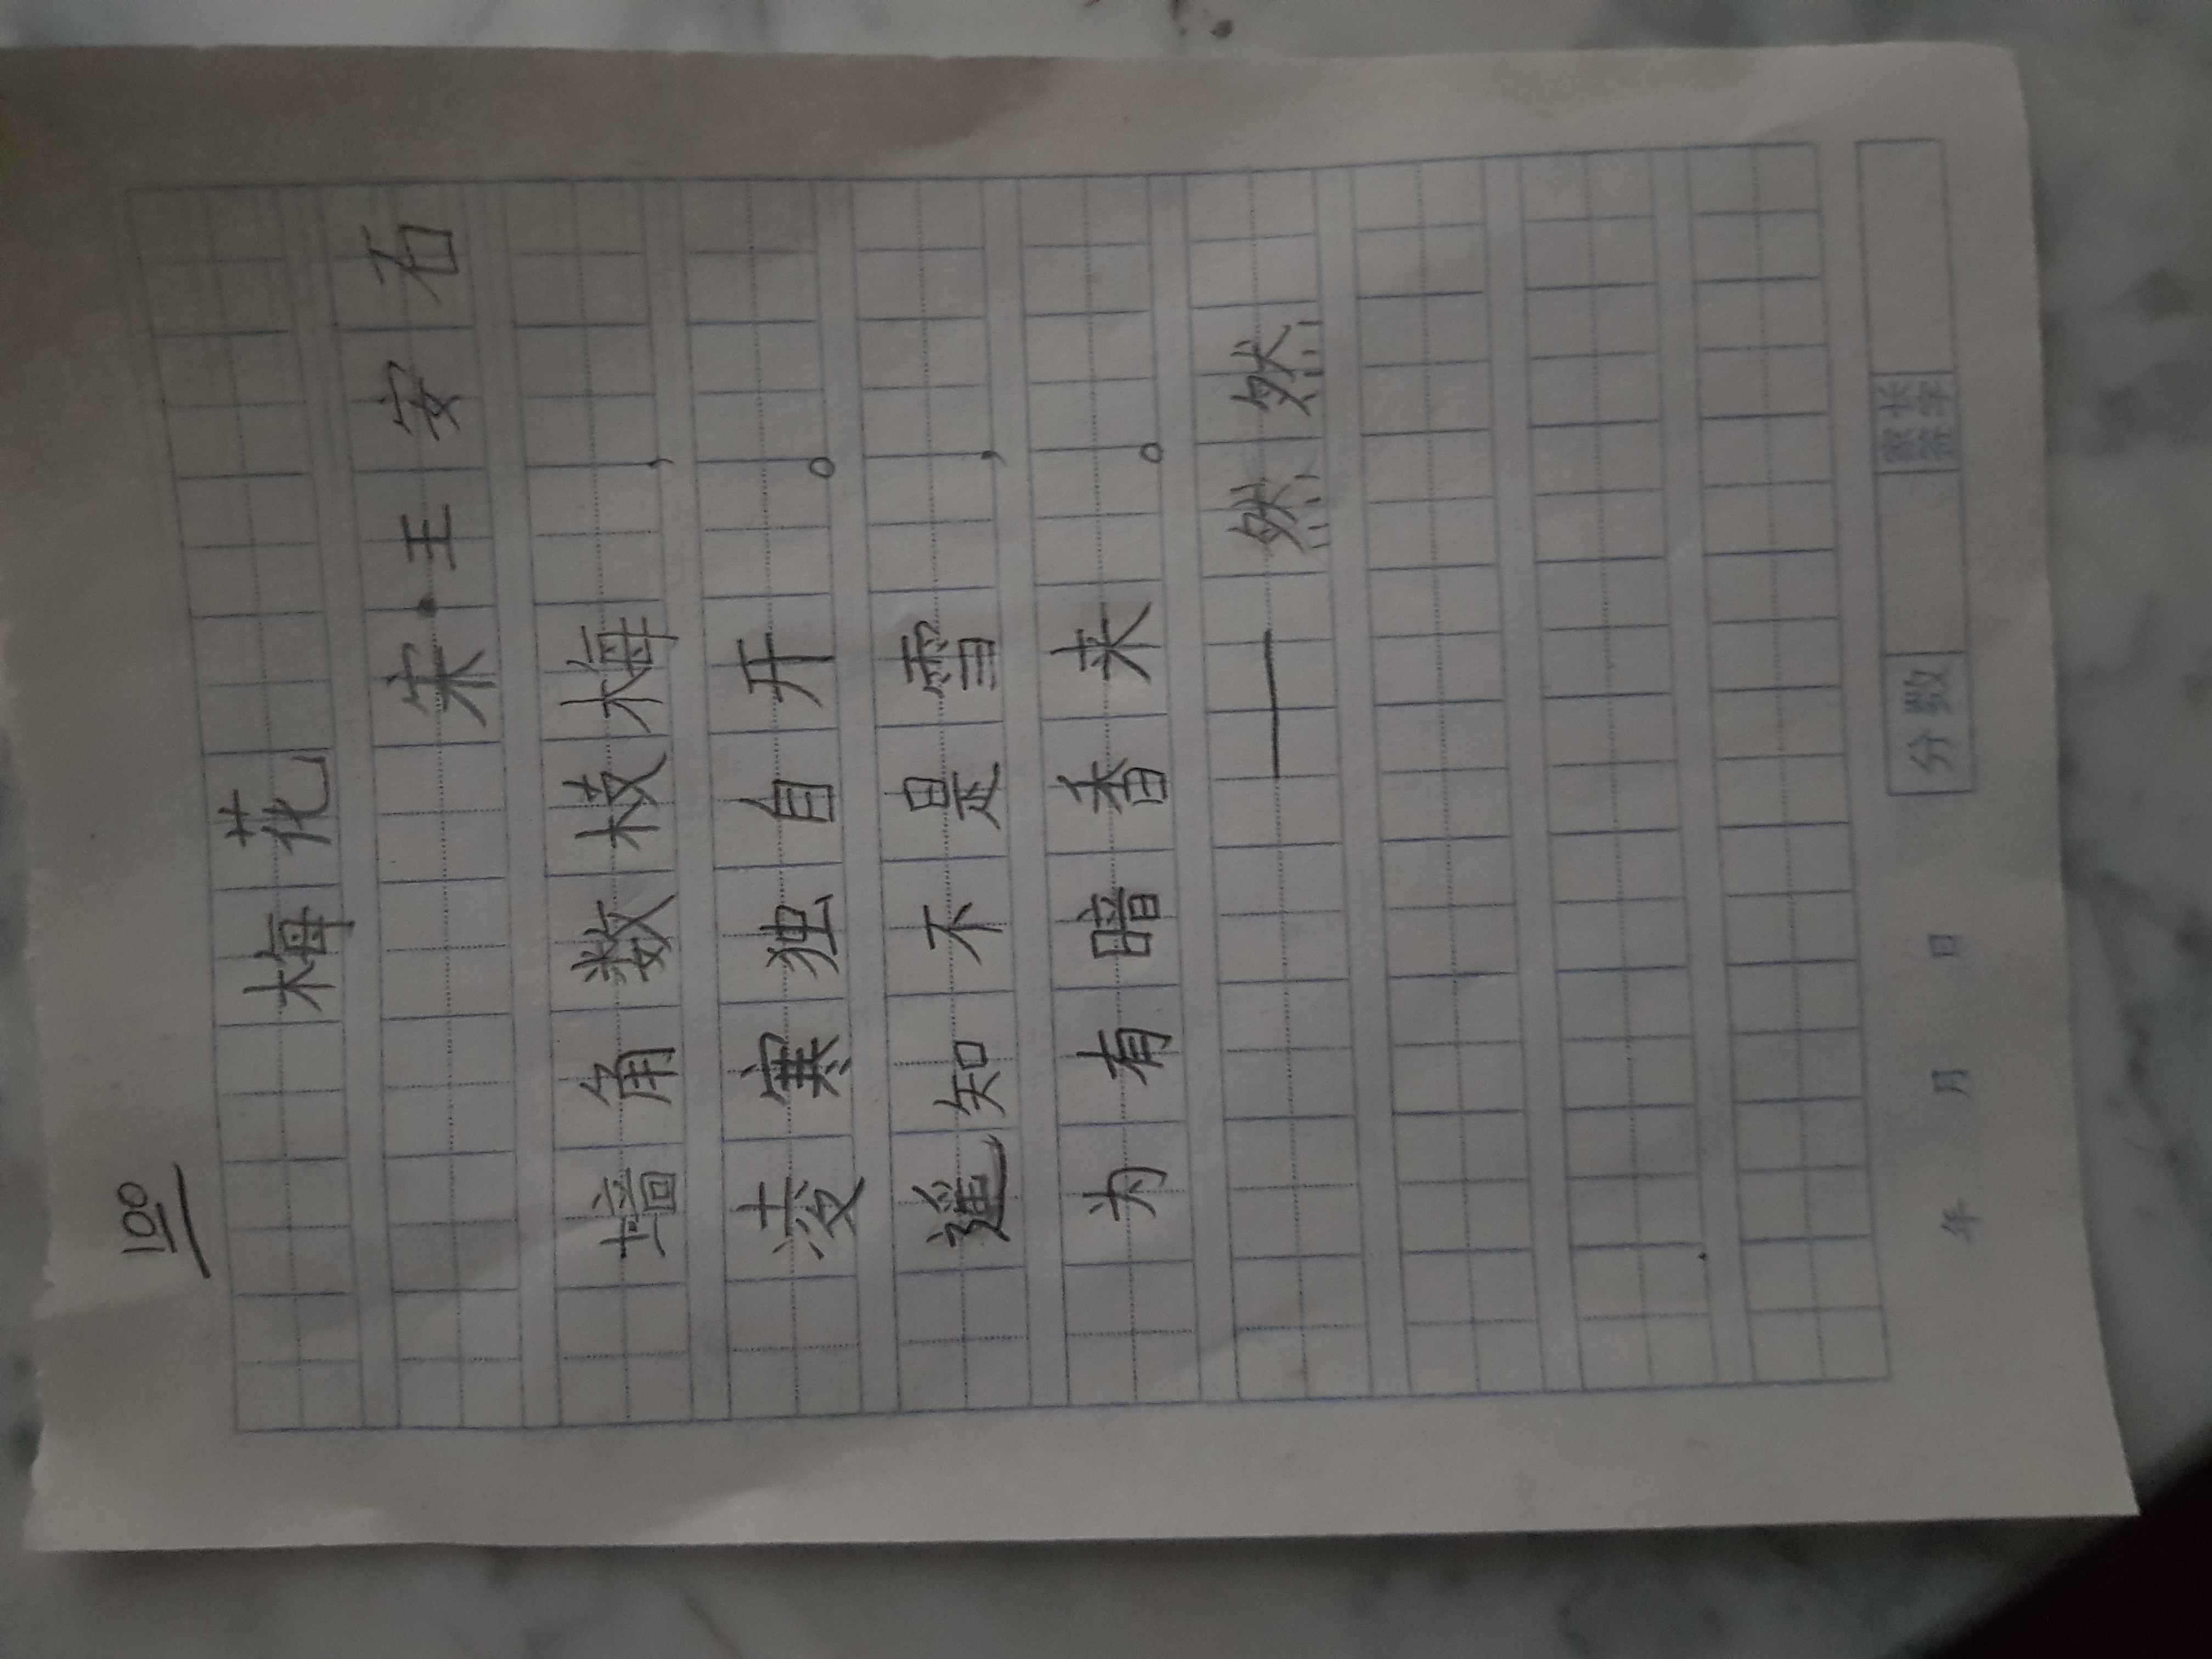 100
梅花
宋·王安石
墙角数枝梅，
凌寒独自开。
遥知不是雪，
为有暗香来。
——然然
年 月 日 分数 家长签字